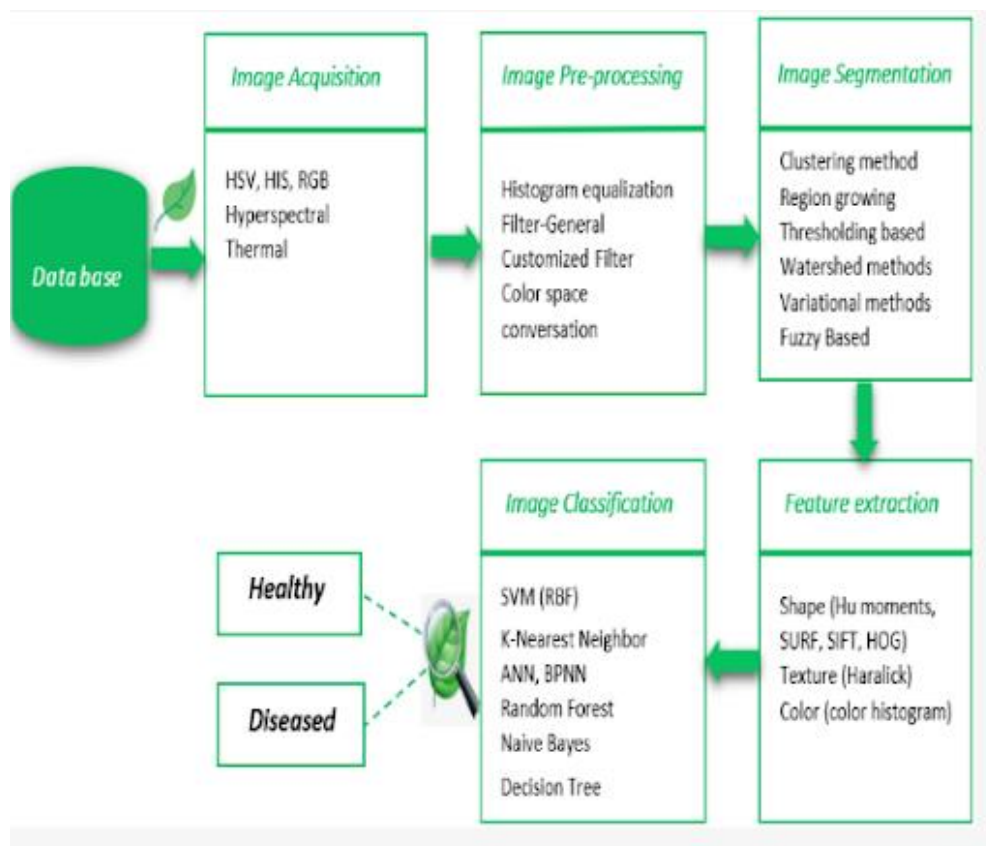 Database
Image Acquisition
HSV, HIS, RGB
Hyperspectral
Thermal
Image Pre-processing
Histogram equalization
Filter-General
Customized Filter
Color space
conversation
Image Segmentation
Clustering method
Region growing
Thresholding based
Watershed methods
Variational methods
Fuzzy Based
Feature extraction
Shape (Hu moments,
SURF, SIFT, HOG)
Texture (Haralick)
Color (color histogram)
Image Classification
SVM (RBF)
K-Nearest Neighbor
ANN, BPNN
Random Forest
Naive Bayes
Decision Tree
Healthy
Diseased